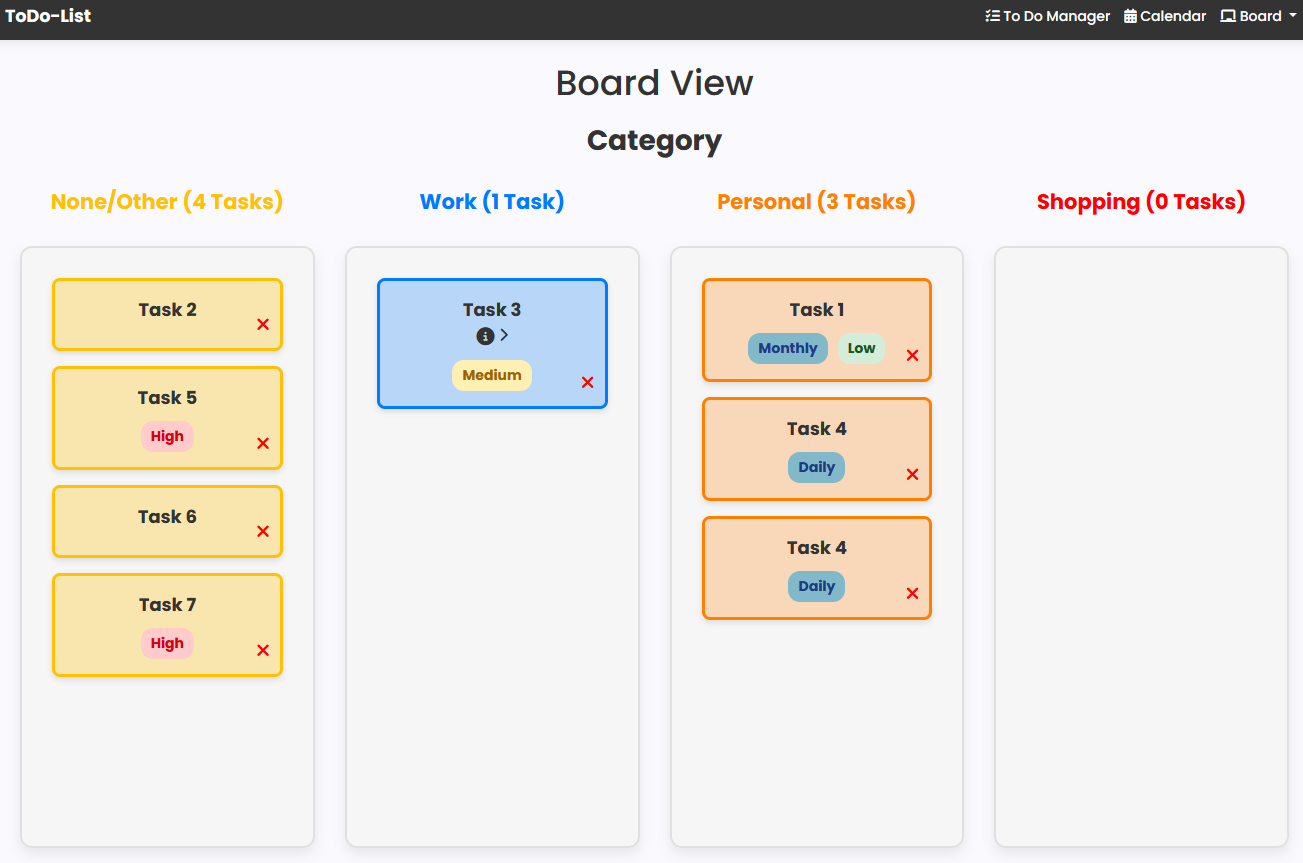 ToDo-List
To Do Manager Calendar Board
Board View
Category
None/Other (4 Tasks)
Task 2
Task 5
High
Task 6
Task 7
High
Work (1 Task)
Task 3
Medium
Personal (3 Tasks)
Task 1
Monthly Low
Task 4
Daily
Task 4
Daily
Shopping (0 Tasks)